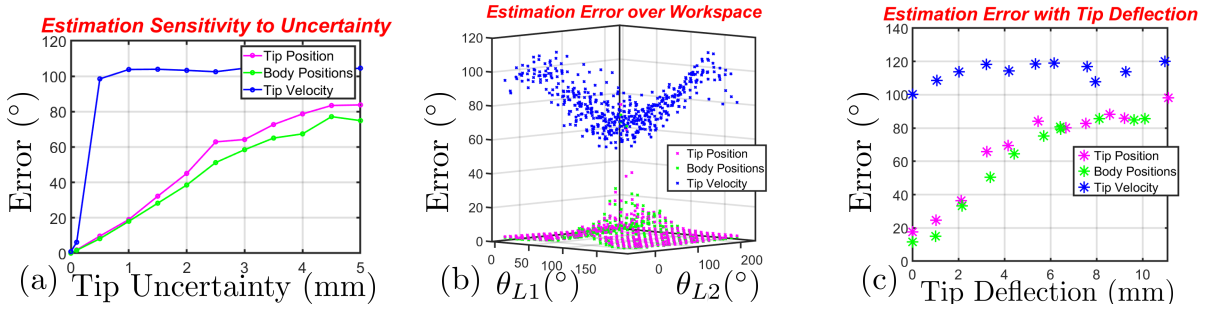 Estimation Sensitivity to Uncertainty
120
100
80
60
40
20
0
Error (°)
Tip Position
Body Positions
Tip Velocity
0 1 2 3 4 5
(a) Tip Uncertainty (mm)
Estimation Error over Workspace
120
100
80
60
40
20
0
Error (°)
Tip Position
Body Positions
Tip Velocity
0 50 100 150
0 100 200
(b) θL1(°) θL2(°)
Estimation Error with Tip Deflection
140
120
100
80
60
40
20
0
Error (°)
Tip Position
Body Positions
Tip Velocity
0 2 4 6 8 10
(c) Tip Deflection (mm)